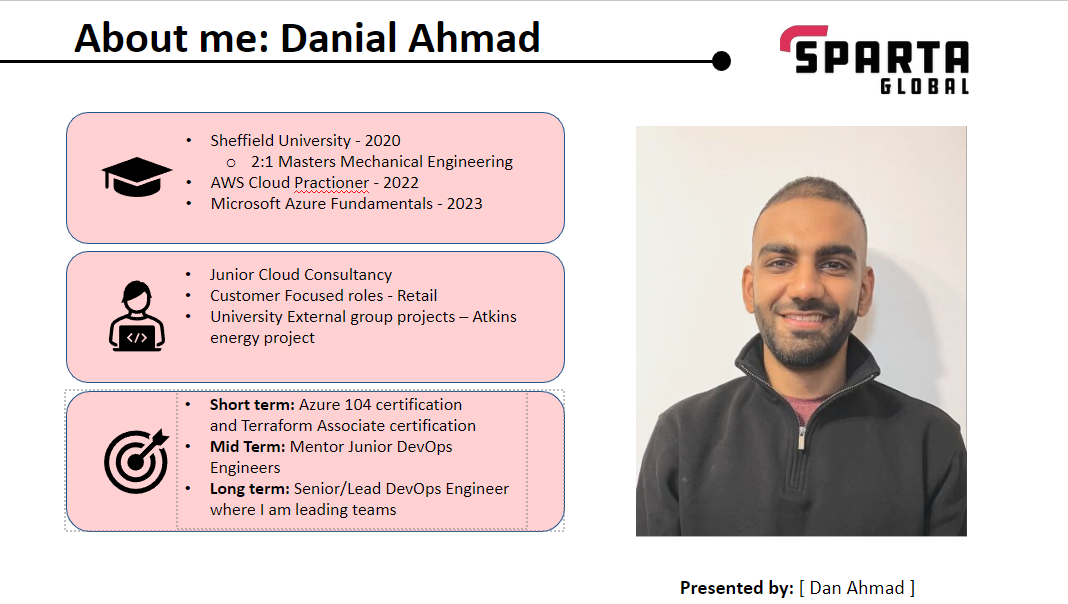 About me: Danial Ahmad
SPARTA
GLOBAL
• Sheffield University - 2020
o 2:1 Masters Mechanical Engineering
• AWS Cloud Practioner - 2022
• Microsoft Azure Fundamentals - 2023
• Junior Cloud Consultancy
• Customer Focused roles - Retail
• University External group projects – Atkins
energy project
</>
• Short term: Azure 104 certification
and Terraform Associate certification
• Mid Term: Mentor Junior DevOps
Engineers
• Long term: Senior/Lead DevOps Engineer
where I am leading teams
Presented by: [ Dan Ahmad ]